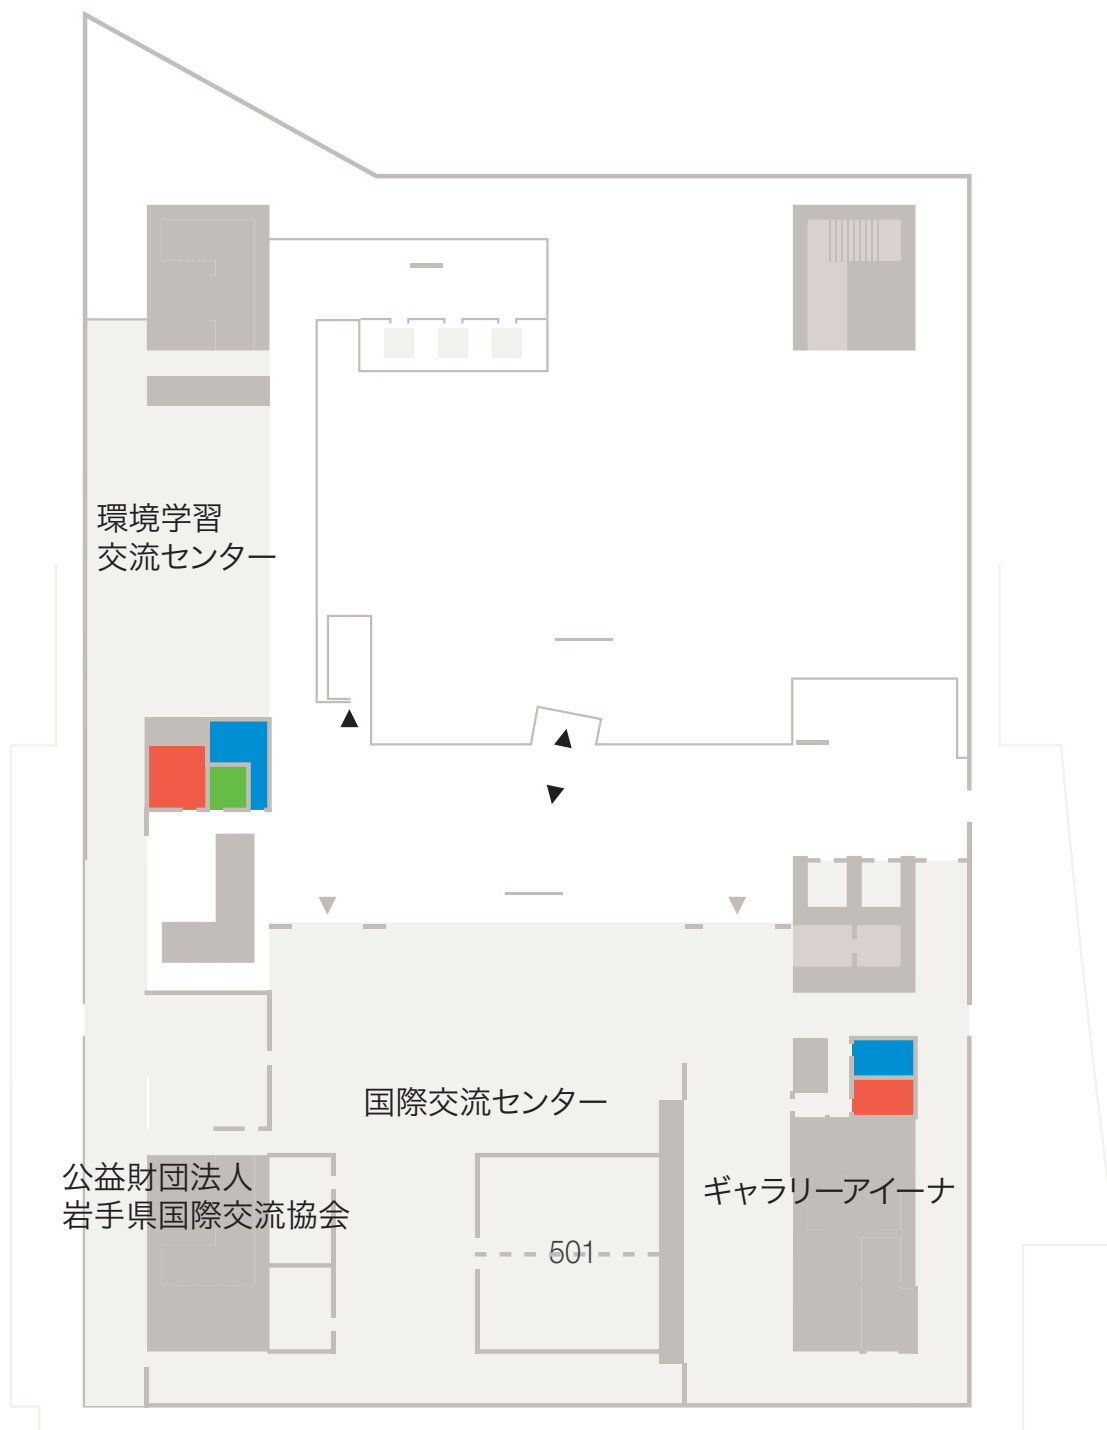 環境学習
交流センター
国際交流センター
公益財団法人
岩手県国際交流協会
ギャラリーアイーナ
501